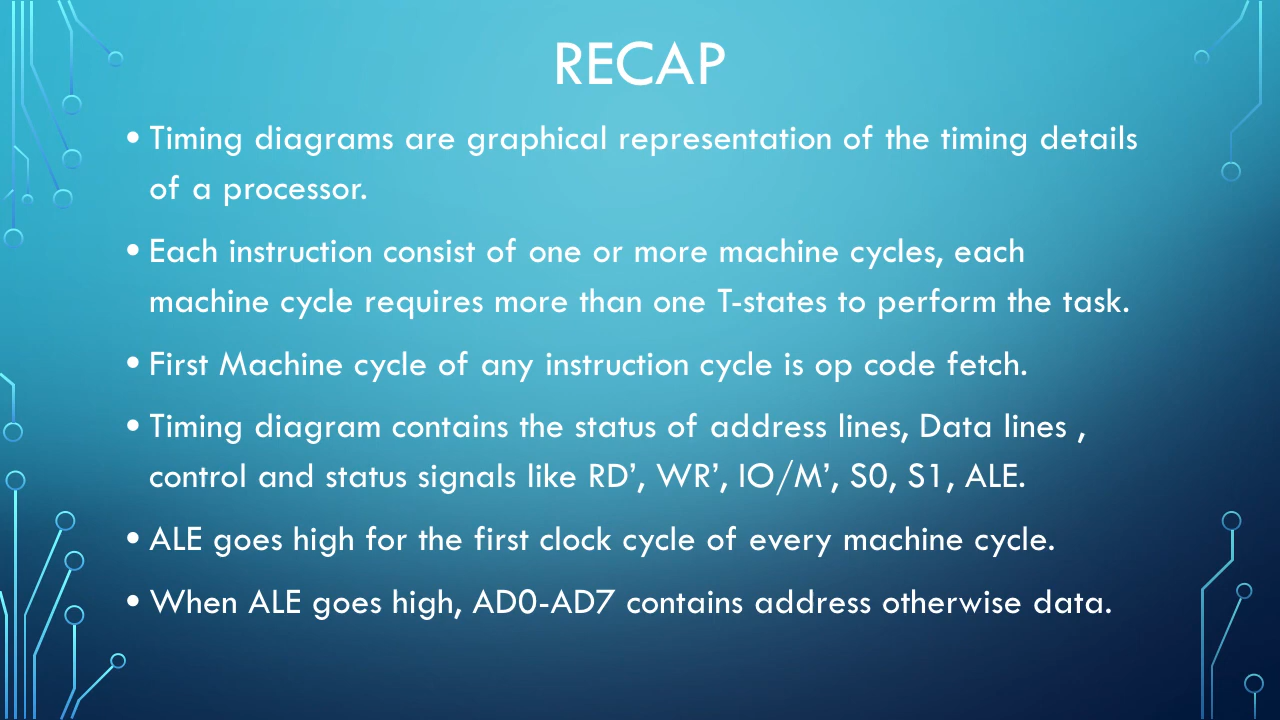 RECAP
• Timing diagrams are graphical representation of the timing details
of a processor.
• Each instruction consist of one or more machine cycles, each
machine cycle requires more than one T-states to perform the task.
• First Machine cycle of any instruction cycle is op code fetch.
• Timing diagram contains the status of address lines, Data lines ,
control and status signals like RD’, WR’, IO/M’, S0, S1, ALE.
• ALE goes high for the first clock cycle of every machine cycle.
• When ALE goes high, AD0-AD7 contains address otherwise data.